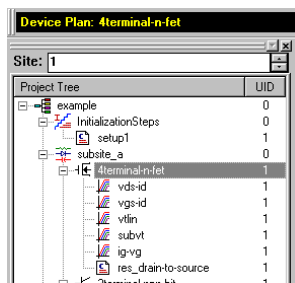 Device Plan: 4terminal-n-fet
Site: 1
Project Tree UID
example 0
InitializationSteps 0
setup1 1
subsite_a 0
4terminal-n-fet 1
vds-id 1
vgs-id 1
vtlin 1
subvt 1
ig-vg 1
res_drain-to-source 1